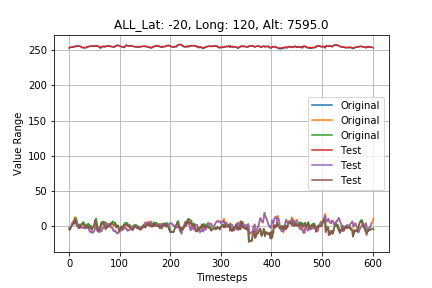 ALL_Lat: -20, Long: 120, Alt: 7595.0
250
200
150
100
50
0
Value Range
Original
Original
Original
Test
Test
Test
0 100 200 300 400 500 600
Timesteps